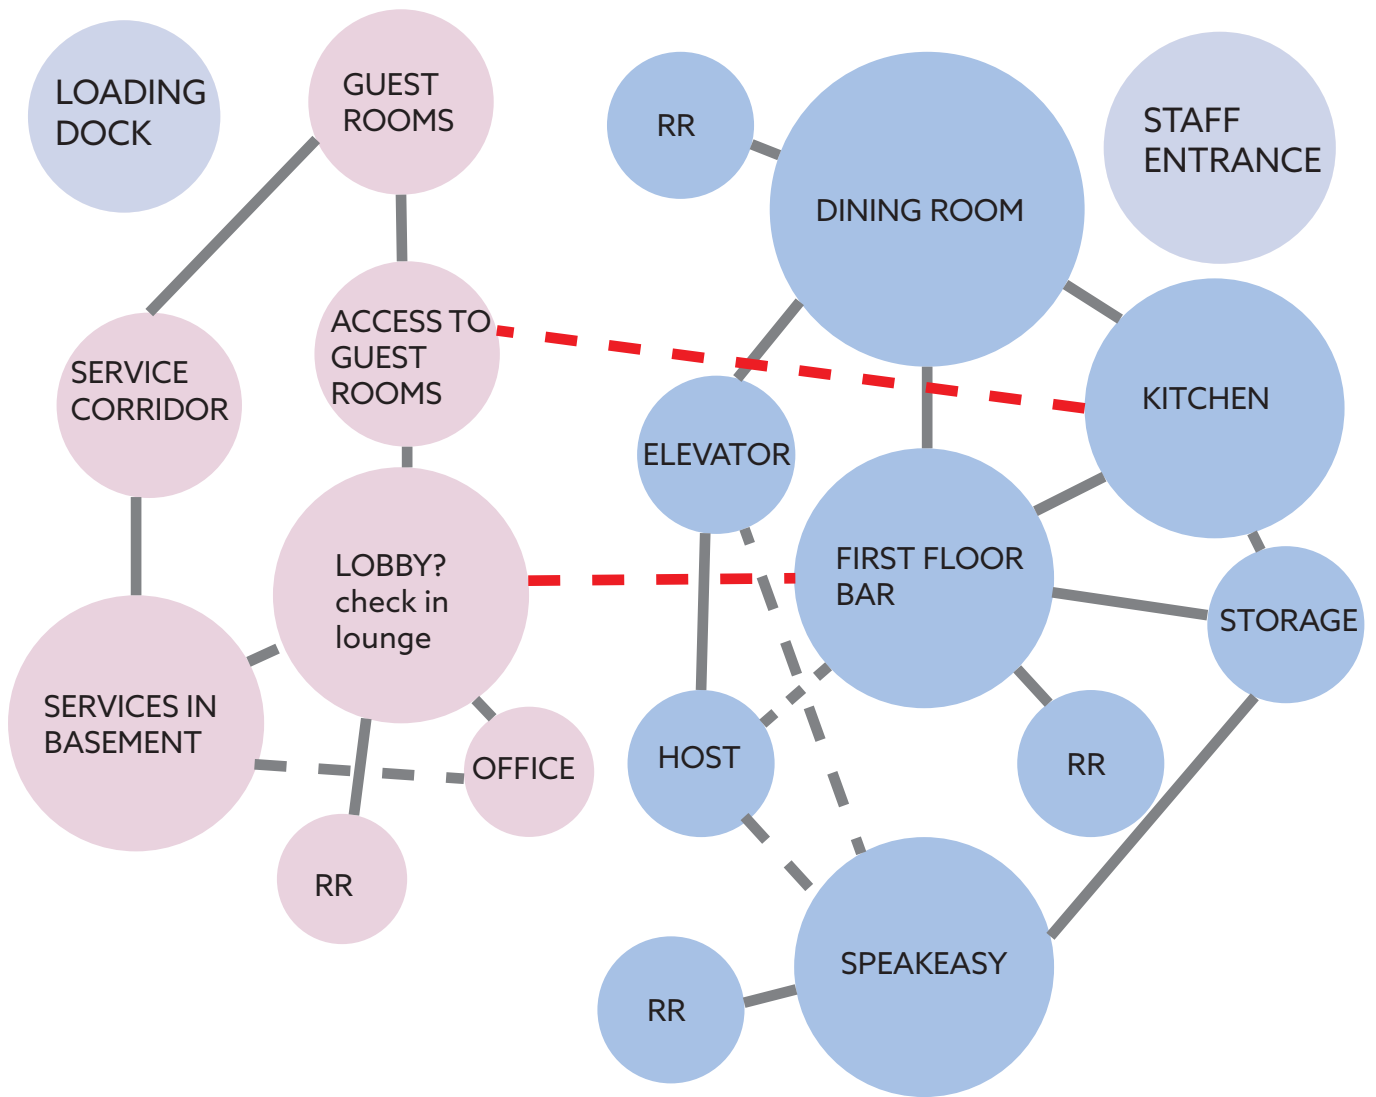 LOADING
DOCK
GUEST
ROOMS
RR
DINING ROOM
STAFF
ENTRANCE
ACCESS TO
GUEST
ROOMS
SERVICE
CORRIDOR
ELEVATOR
KITCHEN
LOBBY?
check in
lounge
FIRST FLOOR
BAR
STORAGE
SERVICES IN
BASEMENT
OFFICE
HOST
RR
RR
SPEAKEASY
RR